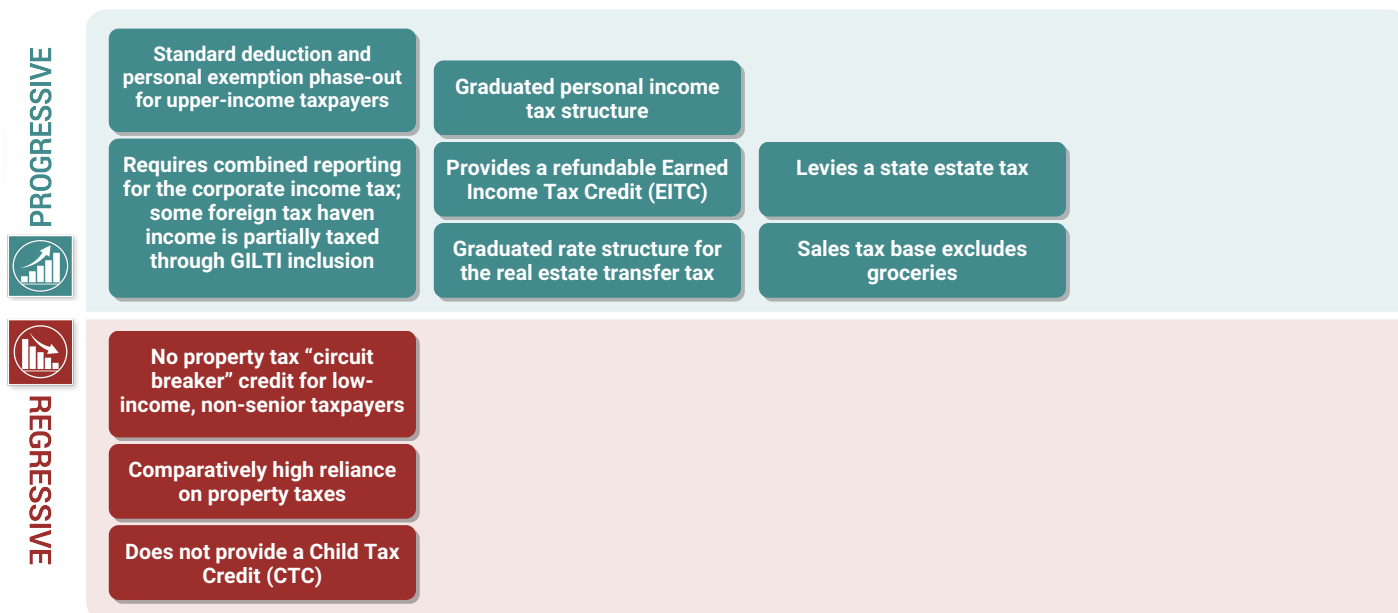 PROGRESSIVE
Standard deduction and
personal exemption phase-out
for upper-income taxpayers
Requires combined reporting
for the corporate income tax;
some foreign tax haven
income is partially taxed
through GILTI inclusion
Graduated personal income
tax structure
Provides a refundable Earned
Income Tax Credit (EITC)
Graduated rate structure for
the real estate transfer tax
Levies a state estate tax
Sales tax base excludes
groceries
REGRESSIVE
No property tax “circuit
breaker” credit for low-
income, non-senior taxpayers
Comparatively high reliance
on property taxes
Does not provide a Child Tax
Credit (CTC)